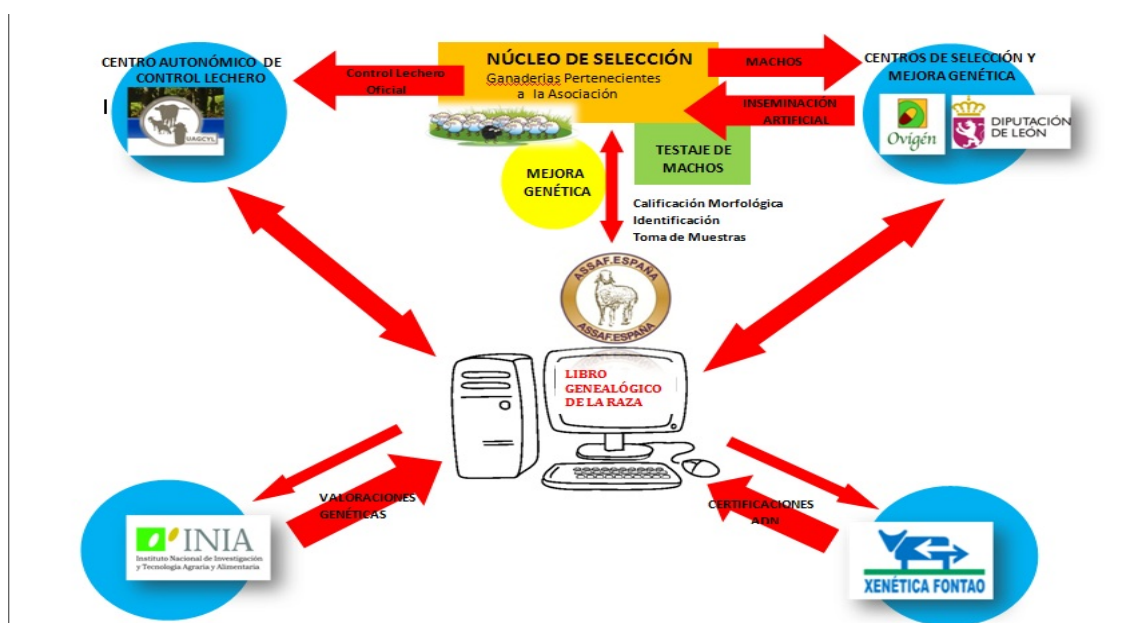 CENTRO AUTONÓMICO DE
CONTROL LECHERO
UAGCYL
Control Lechero
Oficial
NÚCLEO DE SELECCIÓN
Ganaderias Pertenecientes
a la Asociación
MACHOS
INSEMINACIÓN
ARTIFICIAL
CENTROS DE SELECCIÓN Y
MEJORA GENÉTICA
Ovigén
DIPUTACIÓN
DE LEÓN
MEJORA
GENÉTICA
TESTAJE DE
MACHOS
Calificación Morfológica
Identificación
Toma de Muestras
ASSAF.ESPAÑA
ASSAF.ESPAÑA
LIBRO
GENEALÓGICO
DE LA RAZA
VALORACIONES
GENÉTICAS
CERTIFICACIONES
ADN
INIA
Instituto Nacional de Investigación
y Tecnología Agraria y Alimentaria
XENÉTICA FONTAO